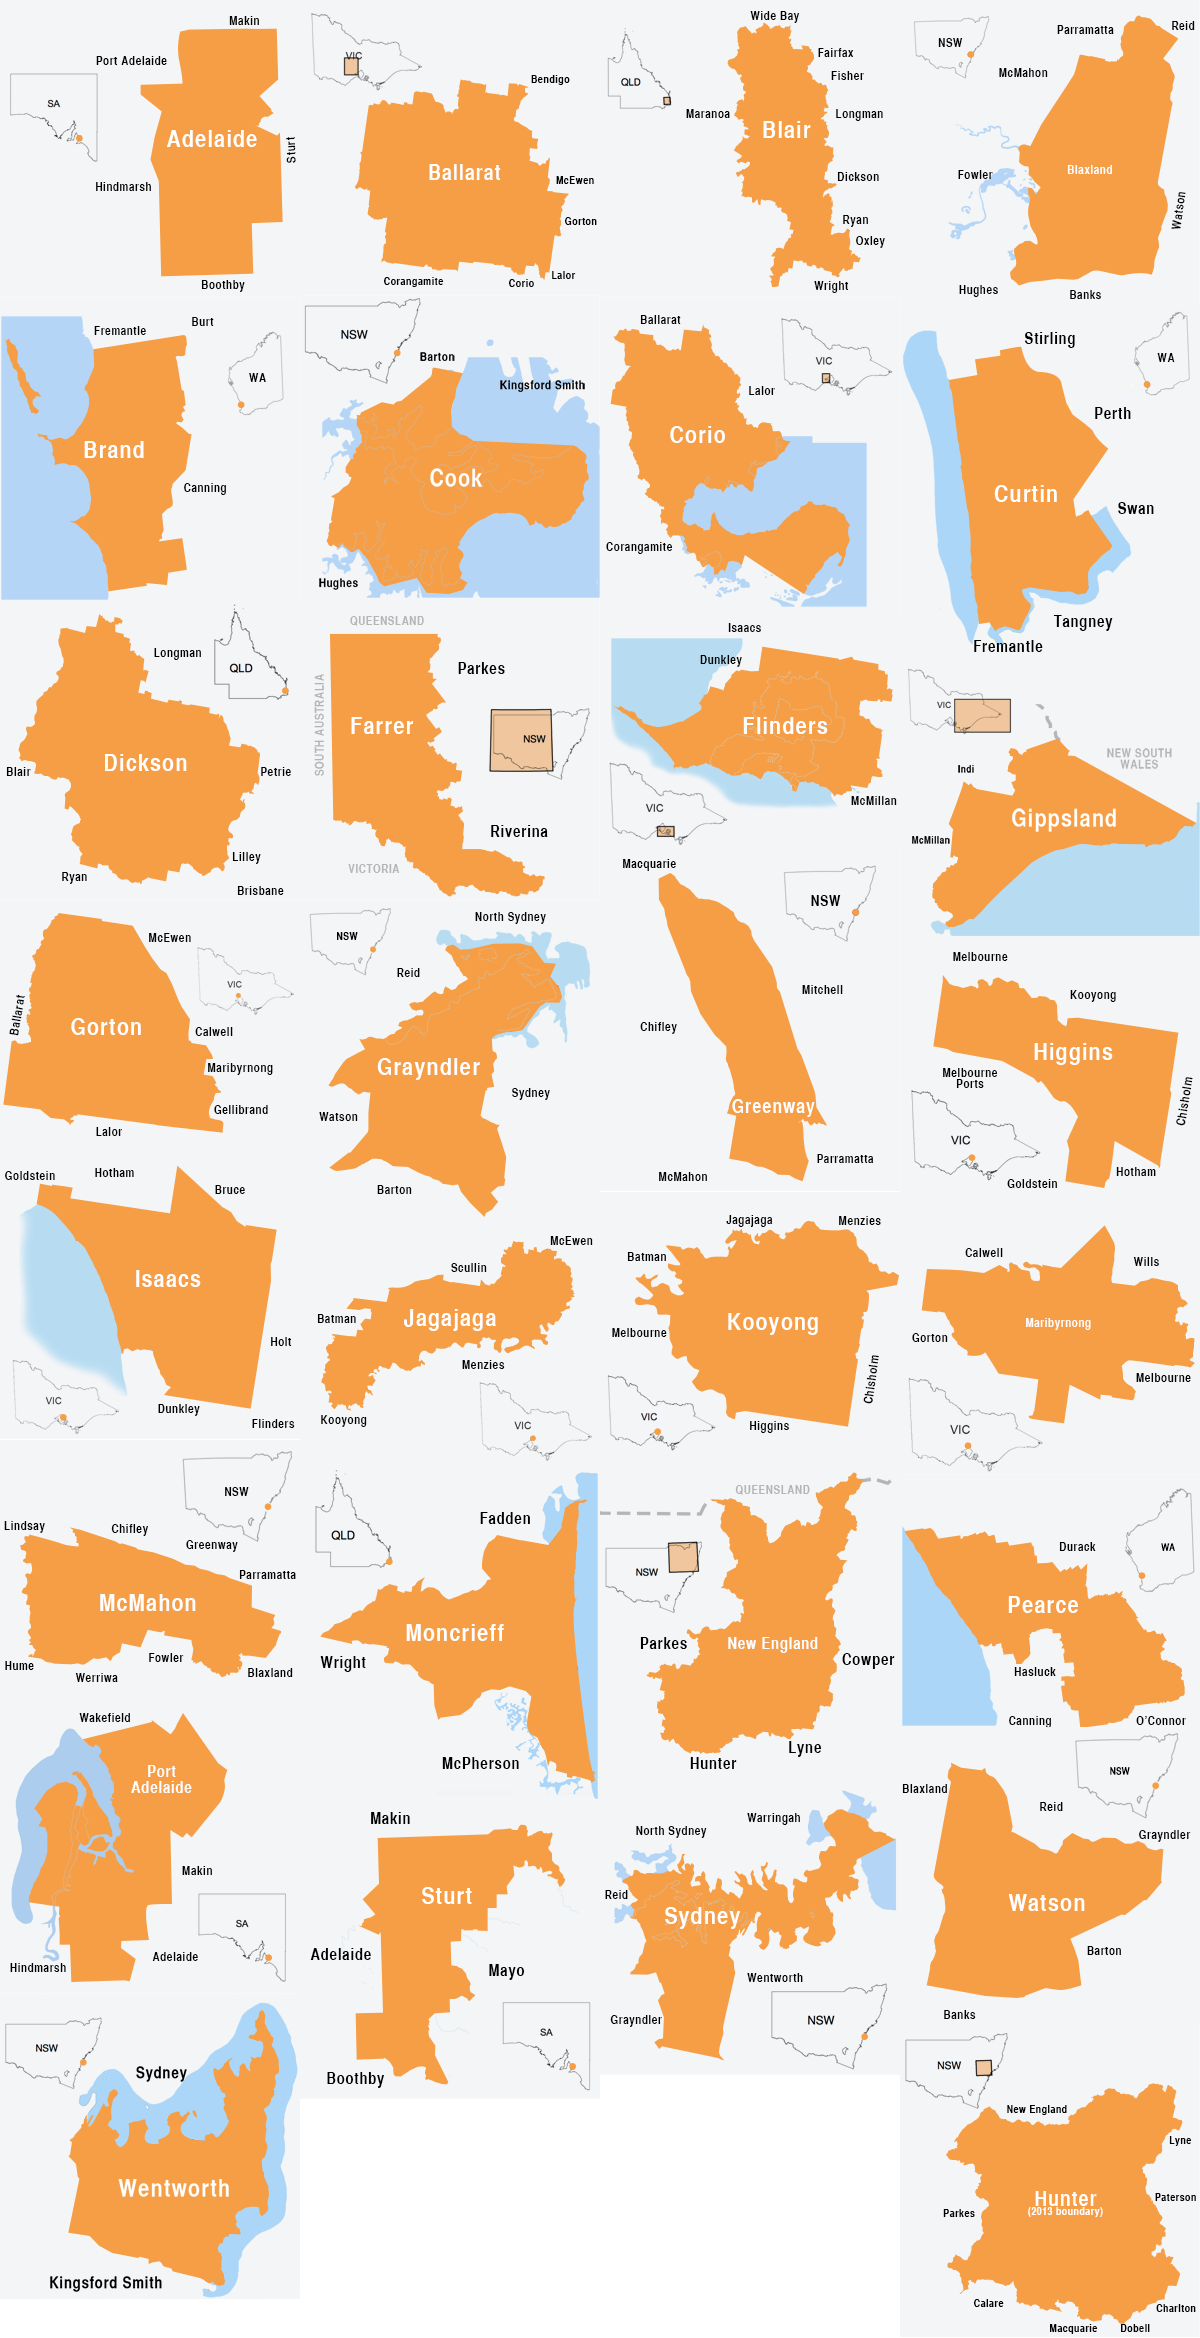 Makin
Port Adelaide
SA
Adelaide
Sturt
Hindmarsh
Boothby
VIC
Bendigo
Ballarat
McEwen
Gorton
Lalor
Corangamite
Corio
Wide Bay
Fairfax
Fisher
QLD
Maranoa
Longman
Blair
Dickson
Ryan
Oxley
Wright
Reid
Parramatta
NSW
McMahon
Blaxland
Fowler
Watson
Hughes
Banks
Fremantle
Burt
WA
Brand
Canning
NSW
Barton
Kingsford Smith
Cook
Hughes
Ballarat
VIC
Lalor
Corio
Corangamite
Stirling
WA
Perth
Curtin
Swan
Tangney
Fremantle
Longman
QLD
Dickson
Blair
Petrie
Lilley
Ryan
Brisbane
QUEENSLAND
Parkes
SOUTH AUSTRALIA
Farrer
NSW
Riverina
VICTORIA
Isaacs
Dunkley
Flinders
VIC
McMillan
VIC
NEW SOUTH
WALES
Indi
Gippsland
McMillan
McEwen
VIC
Ballarat
Gorton
Calwell
Maribyrnong
Gellibrand
Lalor
North Sydney
NSW
Reid
Grayndler
Sydney
Watson
Barton
Macquarie
NSW
Mitchell
Chifley
Greenway
Parramatta
McMahon
Melbourne
Kooyong
Higgins
Melbourne
Ports
Chisholm
VIC
Hotham
Goldstein
Goldstein
Hotham
Bruce
Isaacs
Holt
VIC
Dunkley
Flinders
McEwen
Scullin
Batman
Jagajaga
Menzies
Kooyong
VIC
Jagajaga
Menzies
Batman
Kooyong
Melbourne
Chisholm
VIC
Higgins
Calwell
Wills
Maribyrnong
Gorton
Melbourne
VIC
NSW
Lindsay
Chifley
Greenway
Parramatta
McMahon
Fowler
Hume
Werriwa
Blaxland
Fadden
QLD
Moncrieff
Wright
McPherson
QUEENSLAND
NSW
Parkes
New England
Cowper
Lyne
Hunter
Durack
WA
Pearce
Hasluck
Canning
O'Connor
Wakefield
Port
Adelaide
Makin
SA
Adelaide
Hindmarsh
Makin
Sturt
Adelaide
Mayo
SA
Boothby
Warringah
North Sydney
Reid
Sydney
Wentworth
Grayndler
NSW
NSW
Blaxland
Reid
Grayndler
Watson
Barton
Banks
NSW
Sydney
Wentworth
Kingsford Smith
NSW
New England
Lyne
Hunter
(2013 boundary)
Paterson
Parkes
Calare
Charlton
Macquarie
Dobell